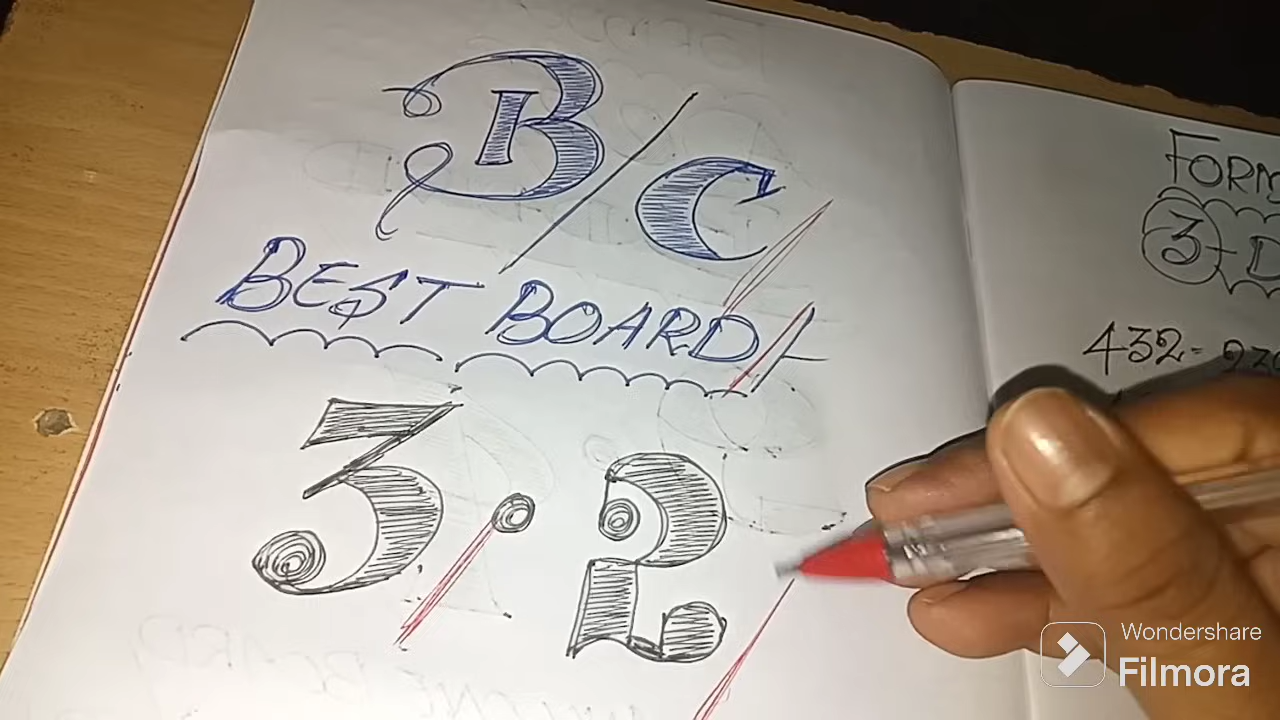 B/C
BEST BOARD/-
3.2
FORM
3-D
432=
Wondershare
Filmora